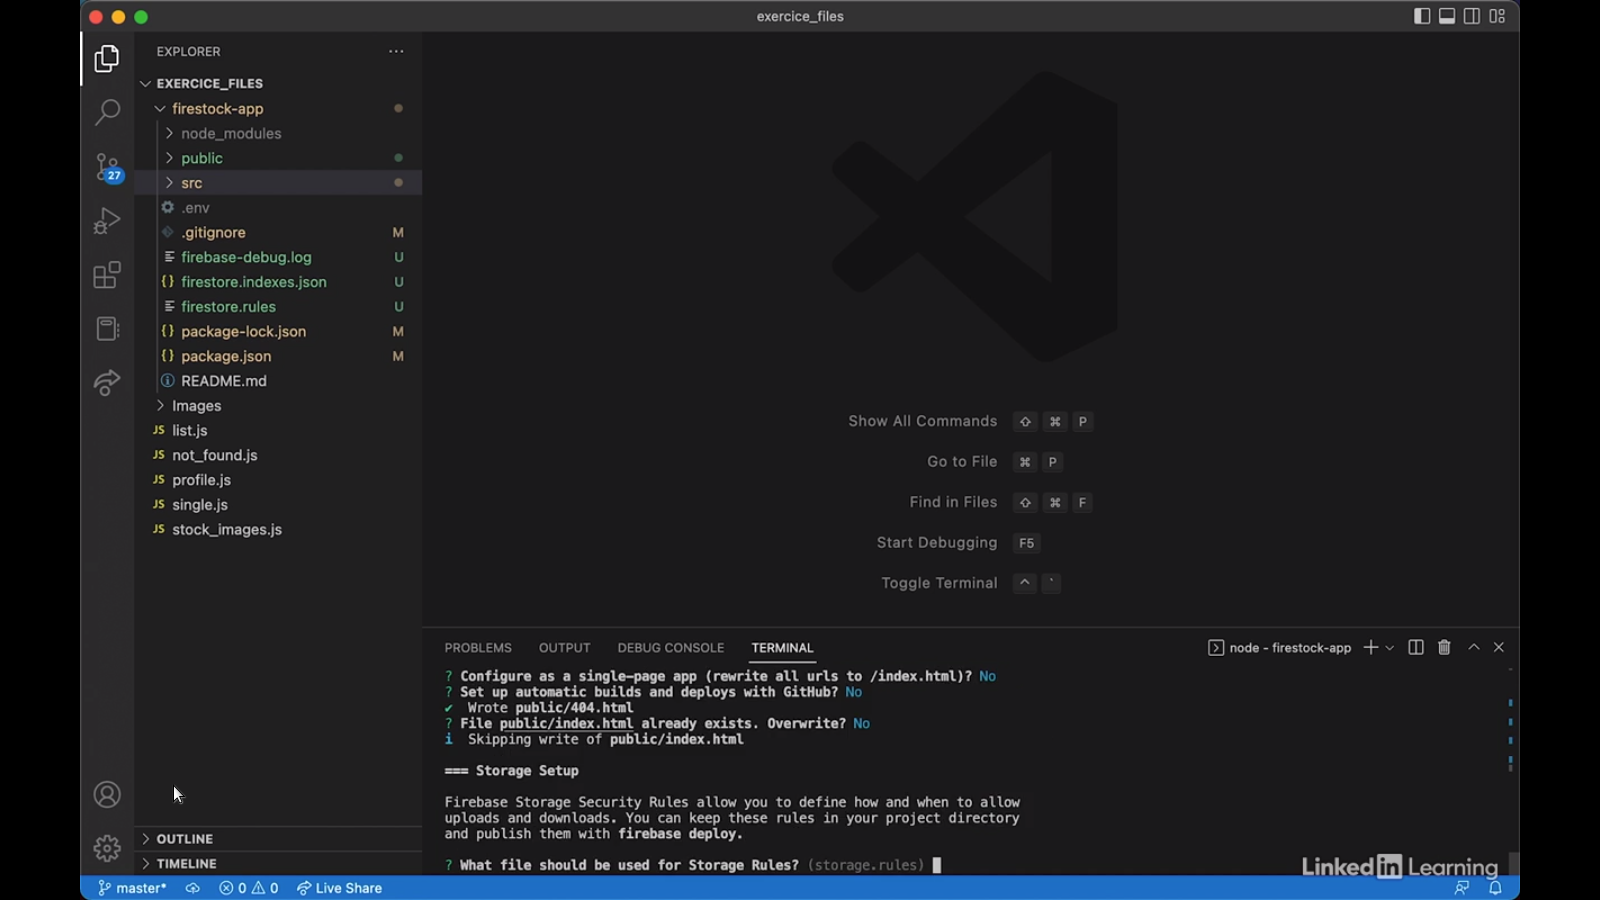 exercice_files
EXPLORER
EXERCICE_FILES
firestock-app
node_modules
public
src
.env
.gitignore M
firebase-debug.log U
firestore.indexes.json U
firestore.rules U
package-lock.json M
package.json M
README.md
Images
JS list.js
JS not_found.js
JS profile.js
JS single.js
JS stock_images.js
27
OUTLINE
TIMELINE
Show All Commands ⇧ ⌘ P
Go to File ⌘ P
Find in Files ⇧ ⌘ F
Start Debugging F5
Toggle Terminal ^ `
PROBLEMS OUTPUT DEBUG CONSOLE TERMINAL
node - firestock-app
? Configure as a single-page app (rewrite all urls to /index.html)? No
? Set up automatic builds and deploys with GitHub? No
✔ Wrote public/404.html
? File public/index.html already exists. Overwrite? No
i Skipping write of public/index.html
=== Storage Setup
Firebase Storage Security Rules allow you to define how and when to allow
uploads and downloads. You can keep these rules in your project directory
and publish them with firebase deploy.
? What file should be used for Storage Rules? (storage.rules)
LinkedIn Learning
master* 0 0 Live Share